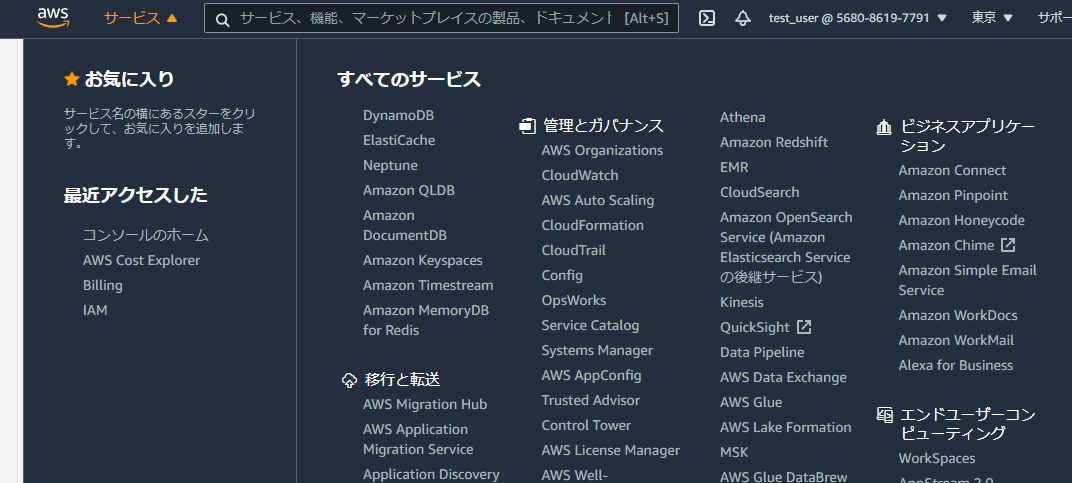 aws
サービス
サービス、機能、マーケットプレイスの製品、ドキュメント [Alt+S]
test_user @ 5680-8619-7791
東京
サポー
お気に入り
サービス名の横にあるスターをクリ
ックして、お気に入りを追加しま
す。
最近アクセスした
コンソールのホーム
AWS Cost Explorer
Billing
IAM
すべてのサービス
DynamoDB
ElastiCache
Neptune
Amazon QLDB
Amazon
DocumentDB
Amazon Keyspaces
Amazon Timestream
Amazon MemoryDB
for Redis
移行と転送
AWS Migration Hub
AWS Application
Migration Service
Application Discovery
管理とガバナンス
AWS Organizations
CloudWatch
AWS Auto Scaling
CloudFormation
CloudTrail
Config
OpsWorks
Service Catalog
Systems Manager
AWS AppConfig
Trusted Advisor
Control Tower
AWS License Manager
AWS Well-
Athena
Amazon Redshift
EMR
CloudSearch
Amazon OpenSearch
Service (Amazon
Elasticsearch Service
の後継サービス)
Kinesis
QuickSight
Data Pipeline
AWS Data Exchange
AWS Glue
AWS Lake Formation
MSK
AWS Glue DataBrew
ビジネスアプリケー
ション
Amazon Connect
Amazon Pinpoint
Amazon Honeycode
Amazon Chime
Amazon Simple Email
Service
Amazon WorkDocs
Amazon WorkMail
Alexa for Business
エンドユーザーコン
ピューティング
WorkSpaces
AppStream 2.0